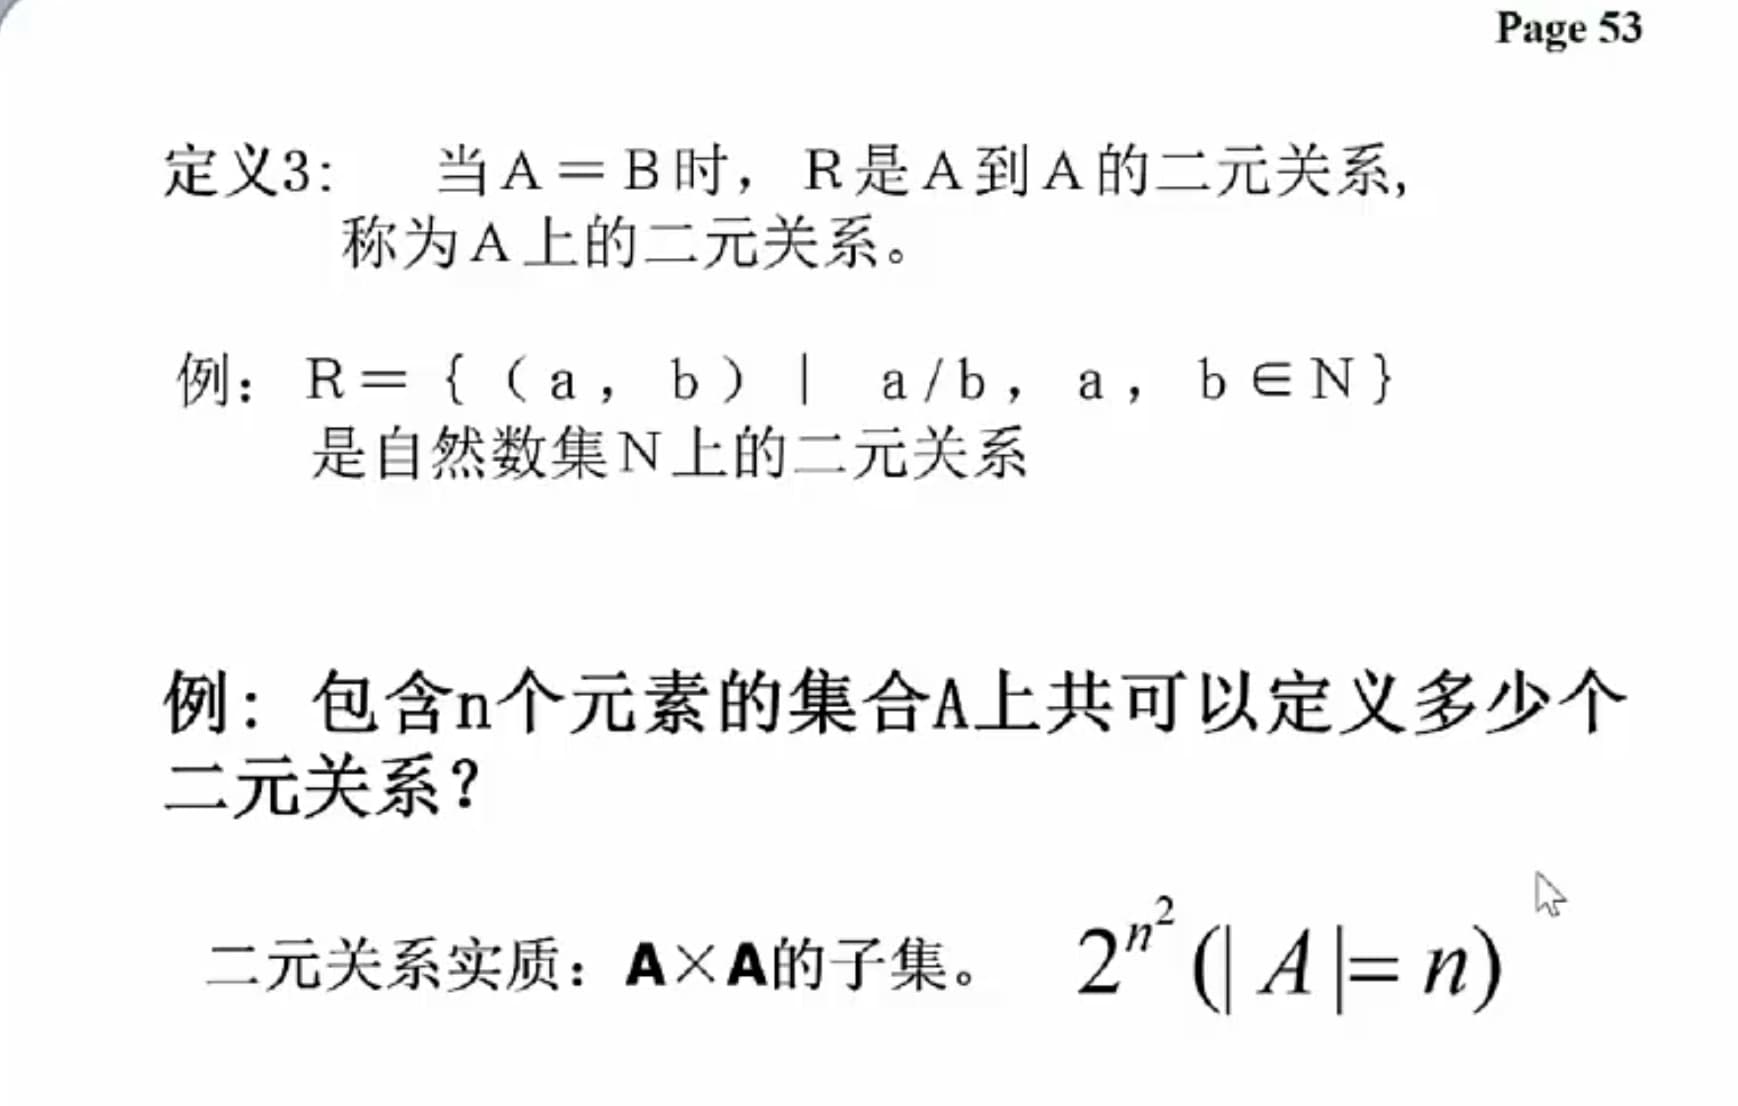 Page 53
定义3： 当A＝B时，R是A到A的二元关系,
称为A上的二元关系。
例：R＝{（a，b）| a/b，a，b∈N}
是自然数集N上的二元关系
例：包含n个元素的集合A上共可以定义多少个
二元关系？
二元关系实质：A×A的子集。 2^{n^2}(|A|=n)